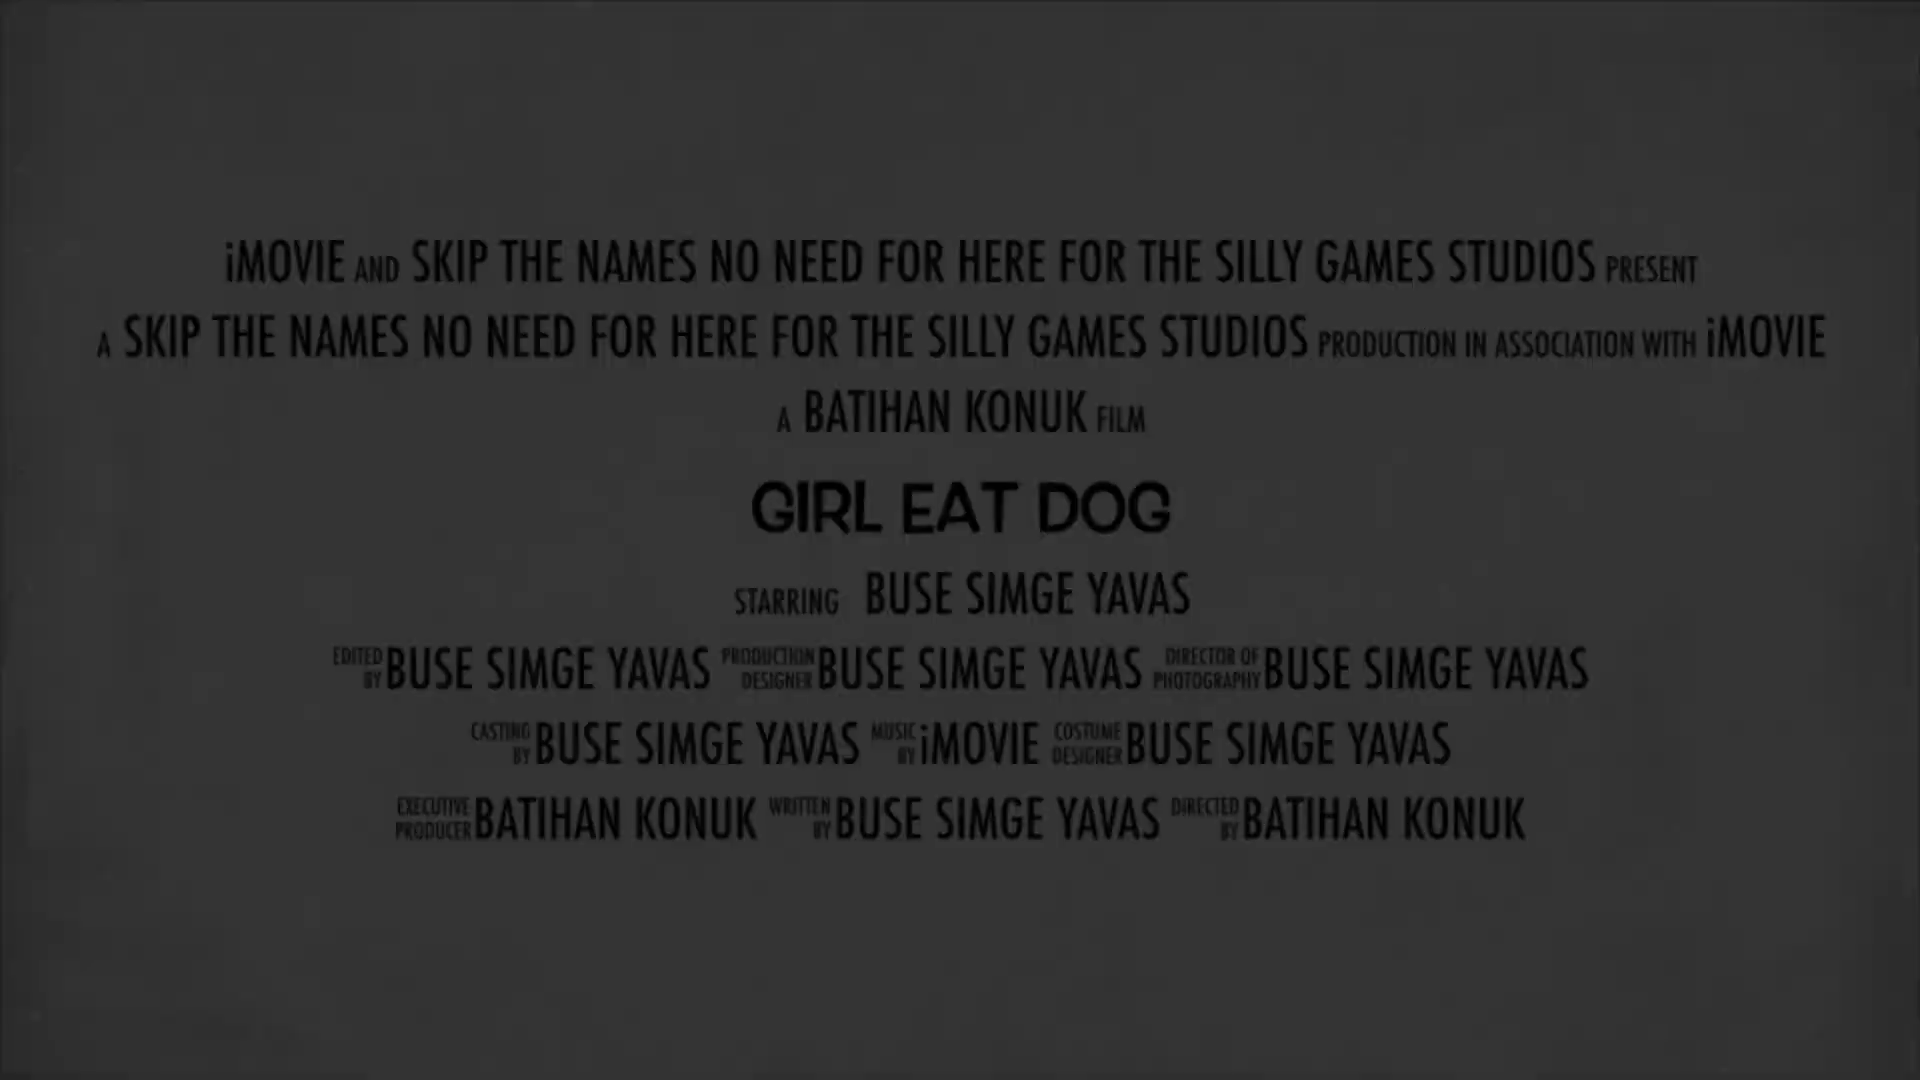 iMOVIE AND SKIP THE NAMES NO NEED FOR HERE FOR THE SILLY GAMES STUDIOS PRESENT
A SKIP THE NAMES NO NEED FOR HERE FOR THE SILLY GAMES STUDIOS PRODUCTION IN ASSOCIATION WITH iMOVIE
A BATIHAN KONUK FILM
GIRL EAT DOG
STARRING BUSE SIMGE YAVAS
EDITED BY BUSE SIMGE YAVAS PRODUCTION DESIGNER BUSE SIMGE YAVAS DIRECTOR OF PHOTOGRAPHY BUSE SIMGE YAVAS
CASTING BY BUSE SIMGE YAVAS MUSIC BY iMOVIE COSTUME DESIGNER BUSE SIMGE YAVAS
EXECUTIVE PRODUCER BATIHAN KONUK WRITTEN BY BUSE SIMGE YAVAS DIRECTED BY BATIHAN KONUK